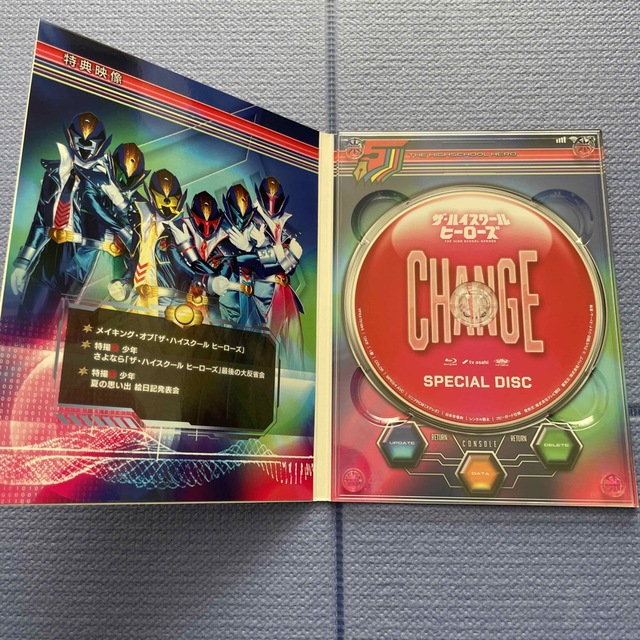 特典映像
メイキング・オブ「ザ・ハイスクール ヒーローズ」
少年
さよなら「ザ・ハイスクール ヒーローズ」最後の大反省会
少年
夏の思い出 絵日記発表会
THE HIGHSCHOOL HERO
ザ・ハイスクール
ヒーローズ
THE HIGH SCHOOL HEROES
CHANGE
Blu-ray
tv asahi
SPECIAL DISC
UPDATE
RETURN
CONSOLE
RETURN
DELETE
DATA